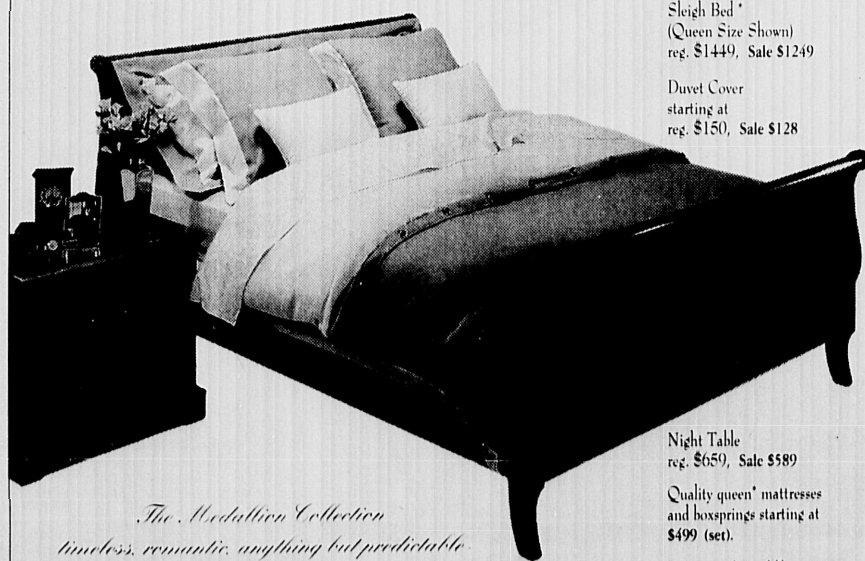 Sleigh Bed *
(Queen Size Shown)
reg. $1449, Sale $1249
Duvet Cover
starting at
reg. $150, Sale $128
Night Table
reg. $659, Sale $589
Quality queen* mattresses
and boxsprings starting at
$499 (set).
The Medallion Collection
timeless, romantic, anything but predictable